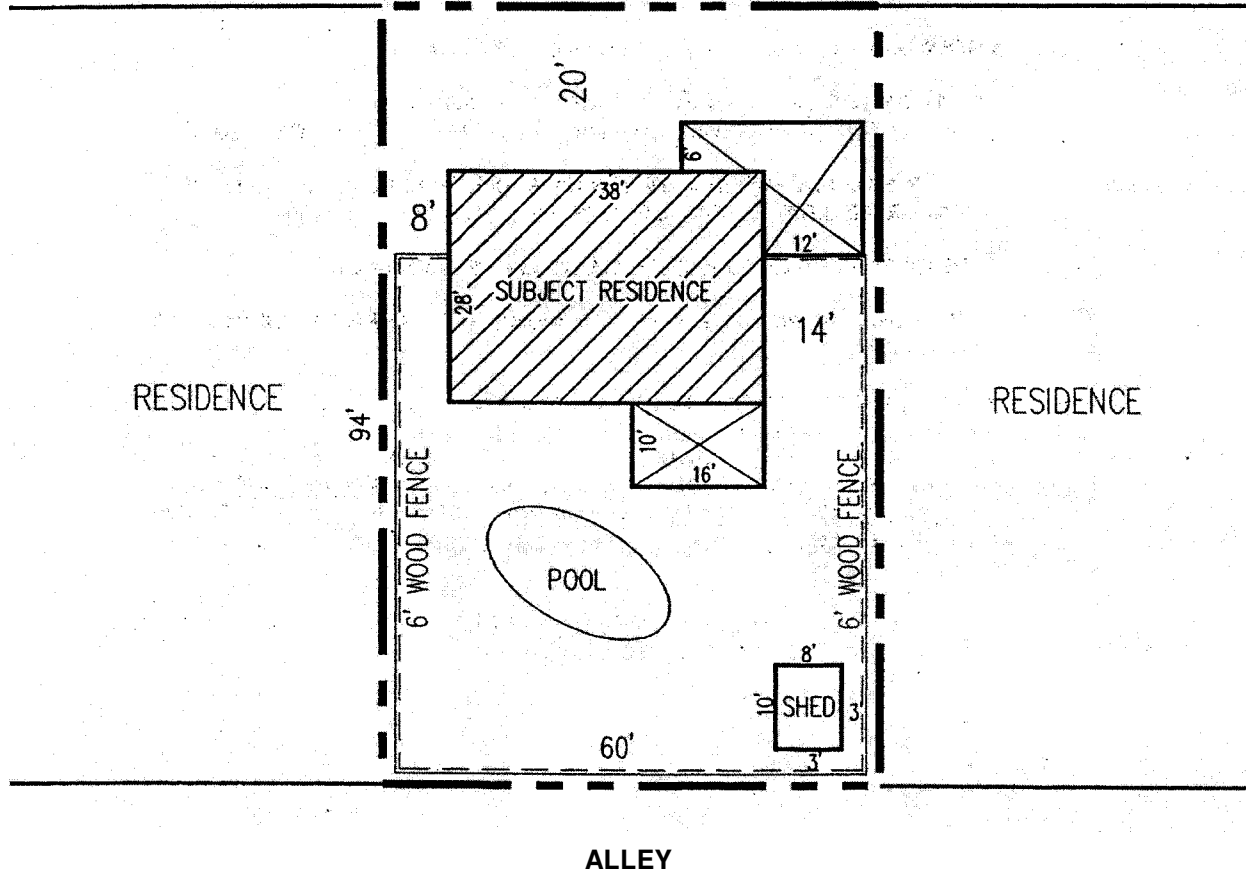 20'
6'
38'
8'
12'
28'
SUBJECT RESIDENCE
14'
RESIDENCE
94'
RESIDENCE
10'
16'
6' WOOD FENCE
6' WOOD FENCE
POOL
8'
10'
SHED
3'
60'
3'
ALLEY